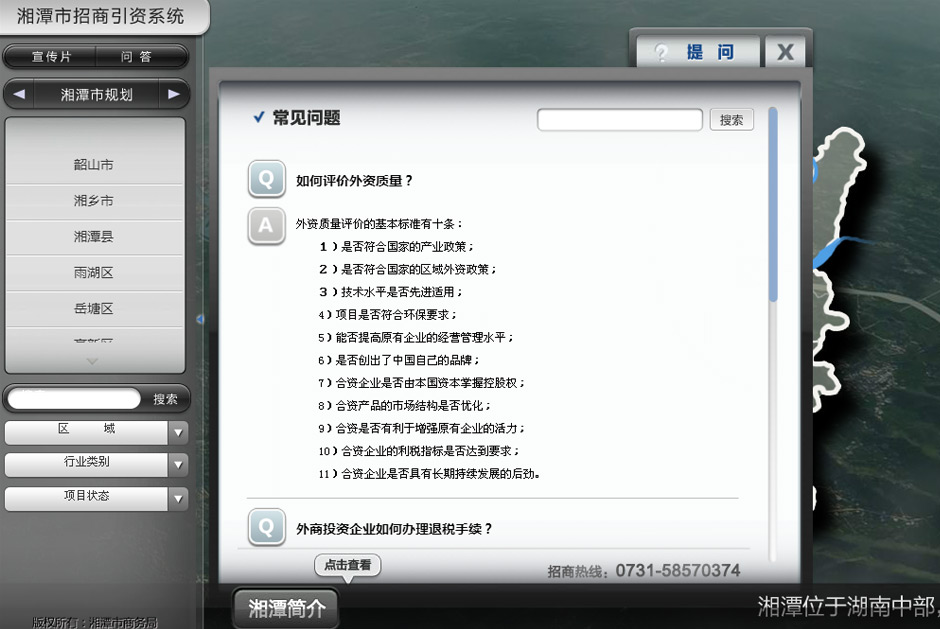 湘潭市招商引资系统
宣传片
问 答
湘潭市规划
韶山市
湘乡市
湘潭县
雨湖区
岳塘区
高新区
搜索
区 域
行业类别
项目状态
版权所有：湘潭市商务局
? 提 问
X
常见问题
搜索
Q 如何评价外资质量？
A 外资质量评价的基本标准有十条：
1）是否符合国家的产业政策；
2）是否符合国家的区域外资政策；
3）技术水平是否先进适用；
4）项目是否符合环保要求；
5）能否提高原有企业的经营管理水平；
6）是否创出了中国自己的品牌；
7）合资企业是否由本国资本掌握控股权；
8）合资产品的市场结构是否优化；
9）合资是否有利于增强原有企业的活力；
10）合资企业的利税指标是否达到要求；
11）合资企业是否具有长期持续发展的后劲。
Q 外商投资企业如何办理退税手续？
点击查看
招商热线：0731-58570374
湘潭简介
湘潭位于湖南中部，